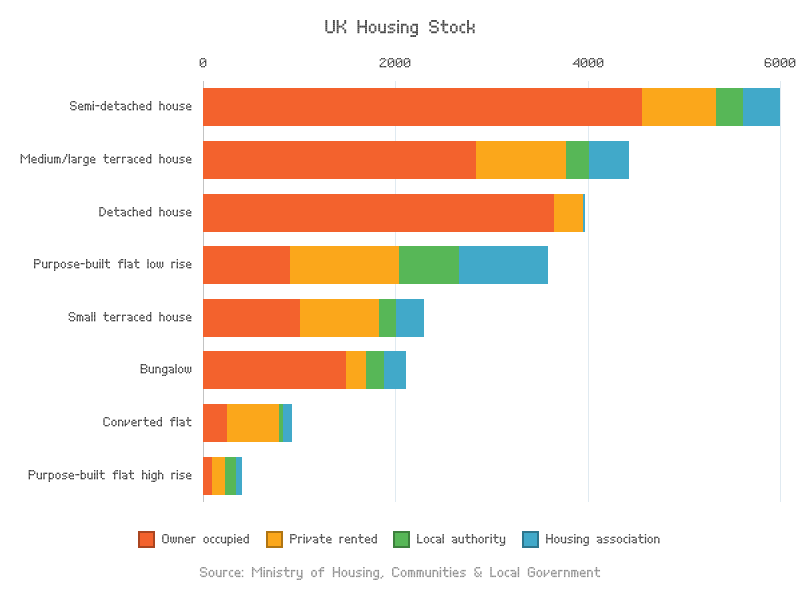 UK Housing Stock
0 2000 4000 6000
Semi-detached house
Medium/large terraced house
Detached house
Purpose-built flat low rise
Small terraced house
Bungalow
Converted flat
Purpose-built flat high rise
Owner occupied Private rented Local authority Housing association
Source: Ministry of Housing, Communities & Local Government